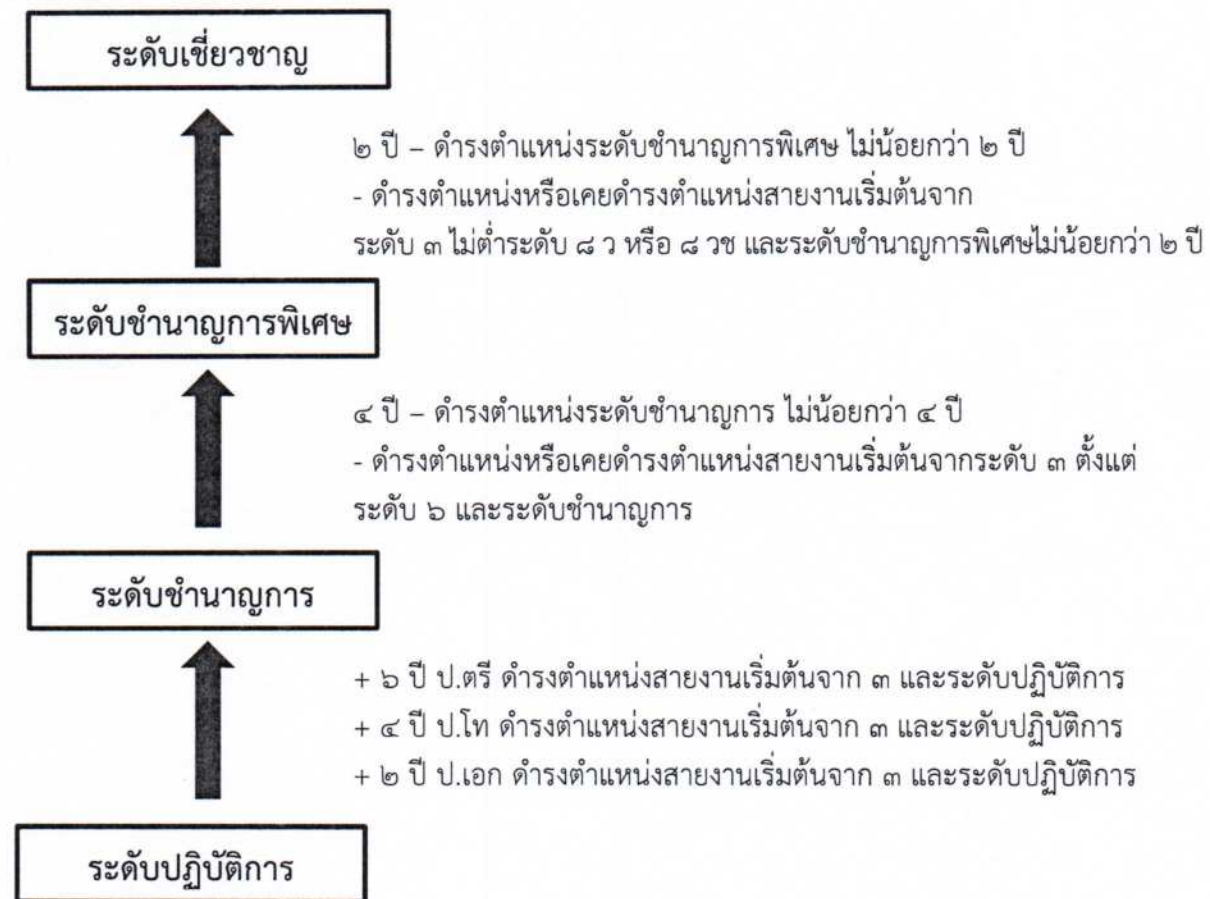 ระดับเชี่ยวชาญ
๒ ปี – ดำรงตำแหน่งระดับชำนาญการพิเศษ ไม่น้อยกว่า ๒ ปี
- ดำรงตำแหน่งหรือเคยดำรงตำแหน่งสายงานเริ่มต้นจาก
ระดับ ๓ ไม่ต่ำระดับ ๘ ว หรือ ๘ วช และระดับชำนาญการพิเศษไม่น้อยกว่า ๒ ปี
ระดับชำนาญการพิเศษ
๔ ปี – ดำรงตำแหน่งระดับชำนาญการ ไม่น้อยกว่า ๔ ปี
- ดำรงตำแหน่งหรือเคยดำรงตำแหน่งสายงานเริ่มต้นจากระดับ ๓ ตั้งแต่
ระดับ ๖ และระดับชำนาญการ
ระดับชำนาญการ
+ ๖ ปี ป.ตรี ดำรงตำแหน่งสายงานเริ่มต้นจาก ๓ และระดับปฏิบัติการ
+ ๔ ปี ป.โท ดำรงตำแหน่งสายงานเริ่มต้นจาก ๓ และระดับปฏิบัติการ
+ ๒ ปี ป.เอก ดำรงตำแหน่งสายงานเริ่มต้นจาก ๓ และระดับปฏิบัติการ
ระดับปฏิบัติการ